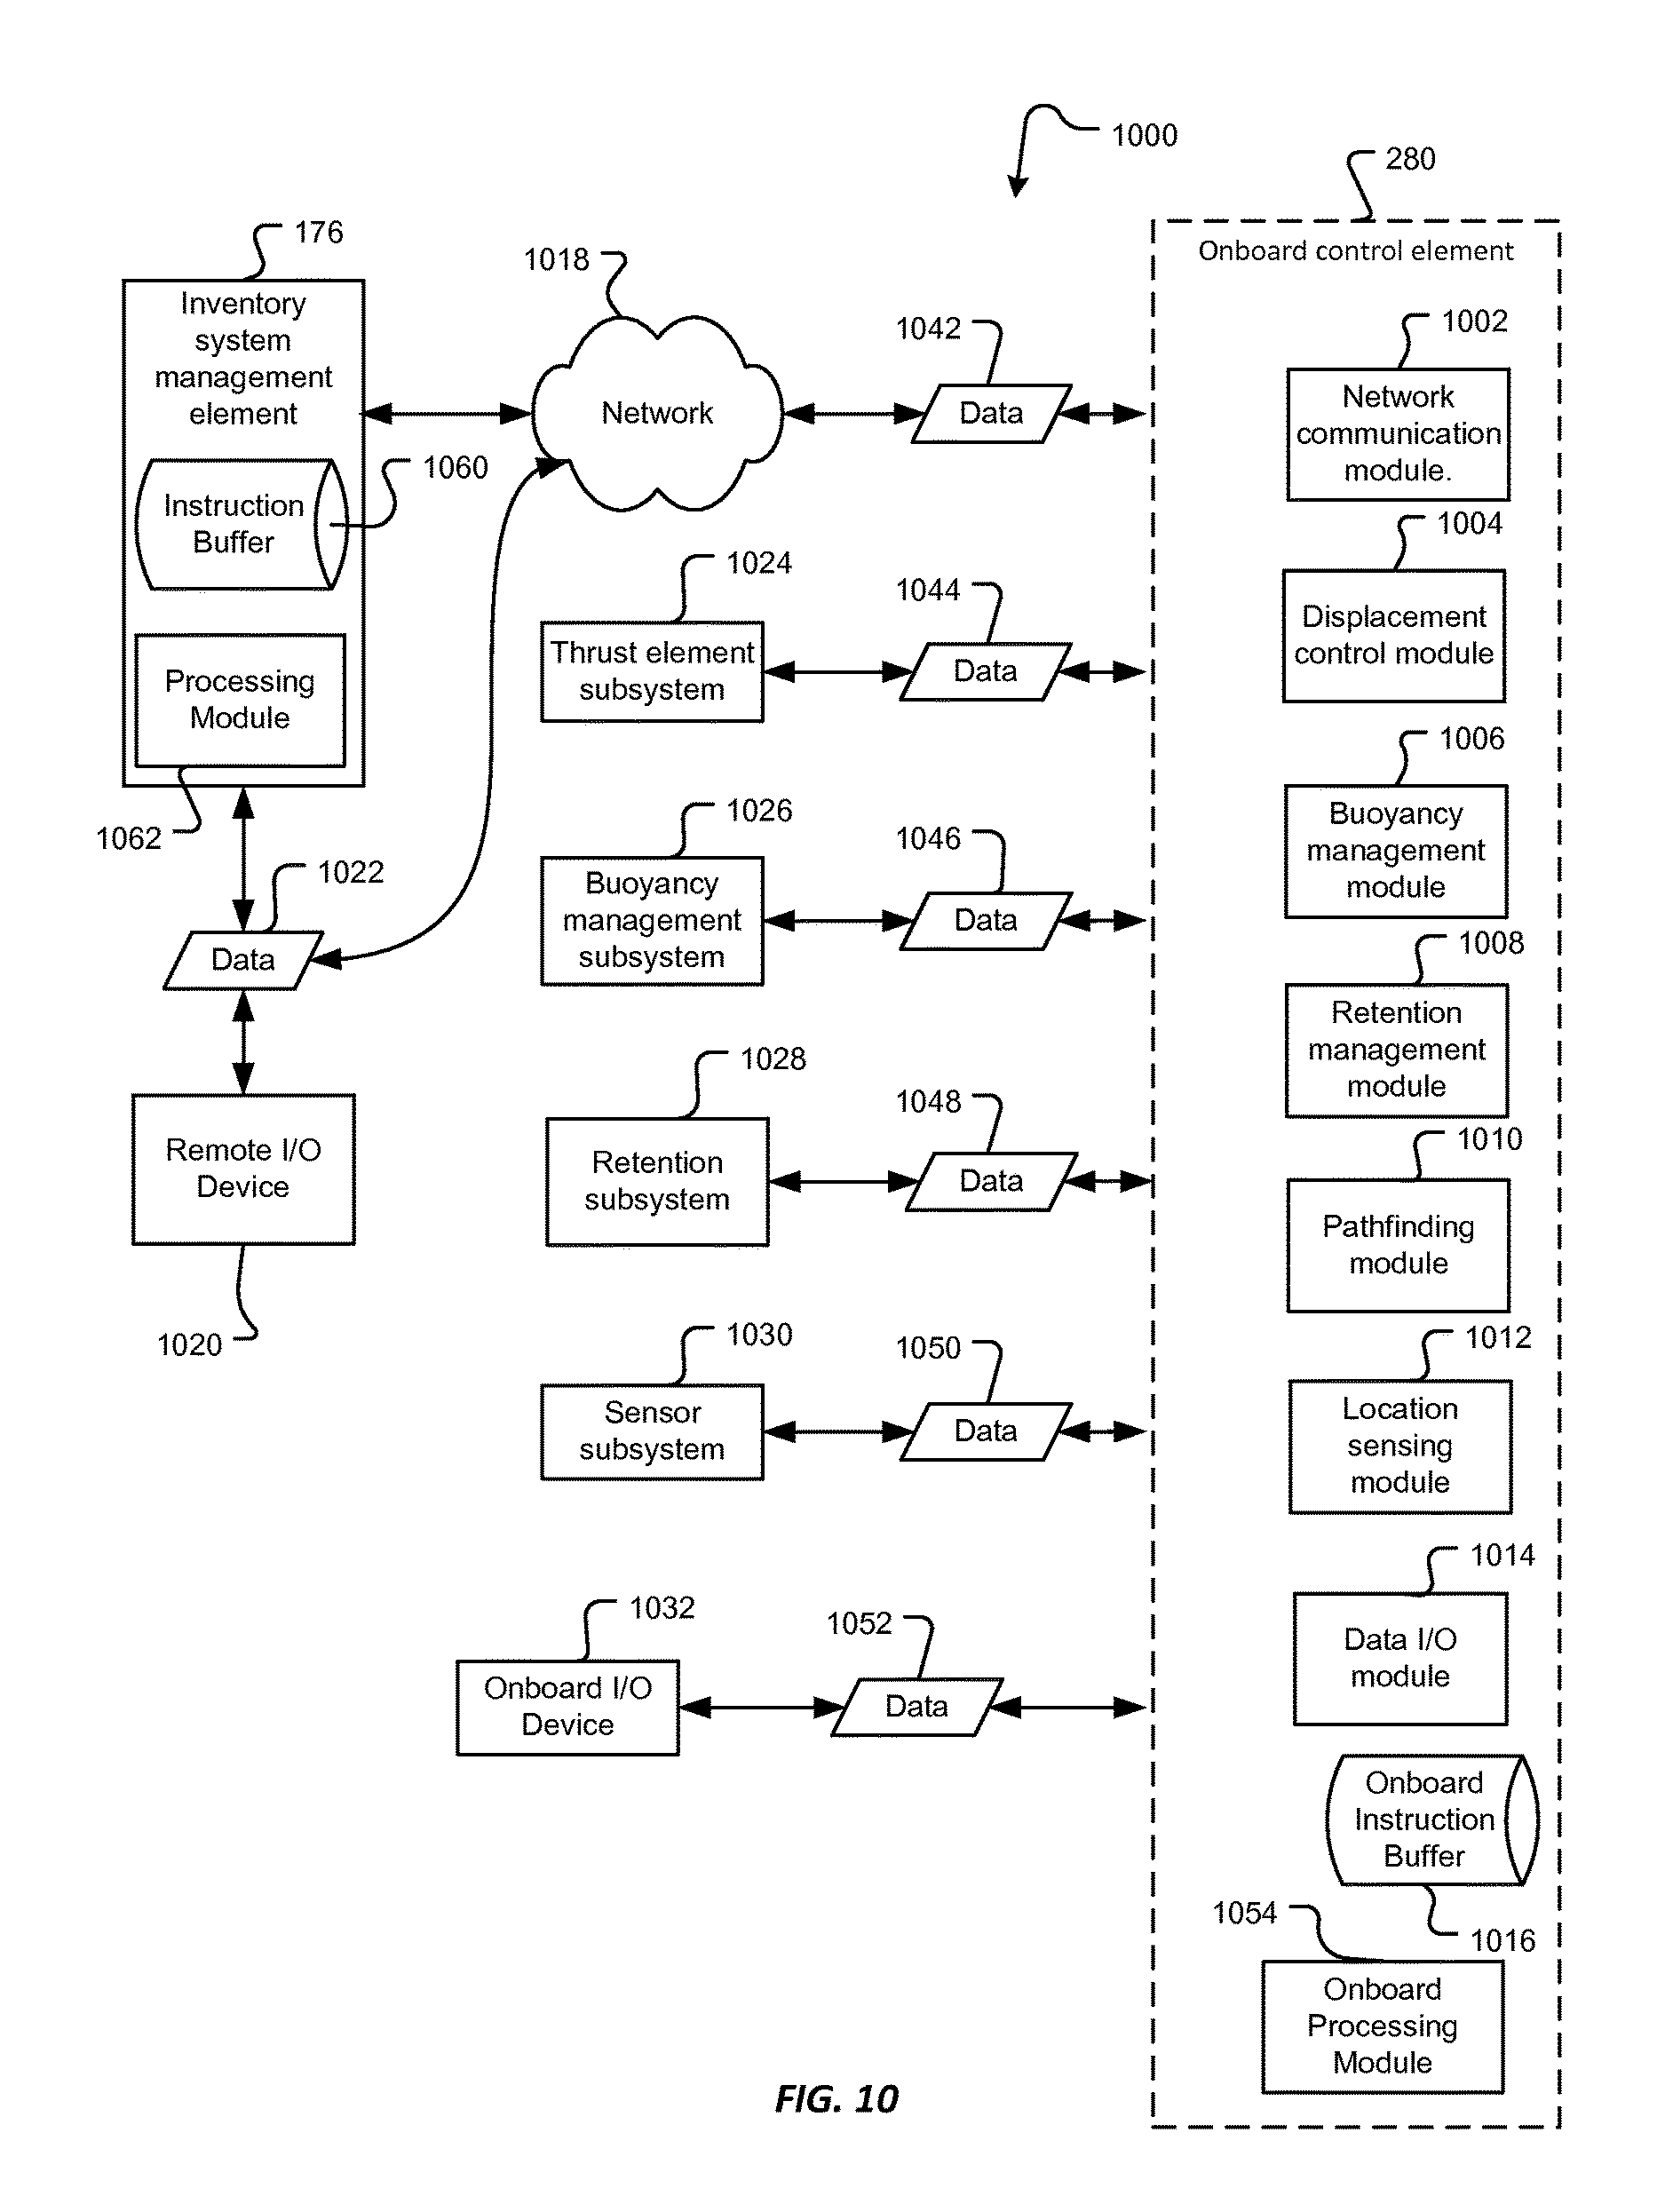 1000
280
Onboard control element
176
Inventory
system
management
element
1018
Network
1042
Data
1002
Network
communication
module.
1060
Instruction
Buffer
1004
Displacement
control module
1024
Thrust element
subsystem
1044
Data
Processing
Module
1062
1006
Buoyancy
management
module
1026
Buoyancy
management
subsystem
1046
Data
1022
Data
1008
Retention
management
module
1028
Retention
subsystem
1048
Data
Remote I/O
Device
1020
1010
Pathfinding
module
1030
Sensor
subsystem
1050
Data
1012
Location
sensing
module
1014
Data I/O
module
1032
Onboard I/O
Device
1052
Data
Onboard
Instruction
Buffer
1016
1054
Onboard
Processing
Module
FIG. 10